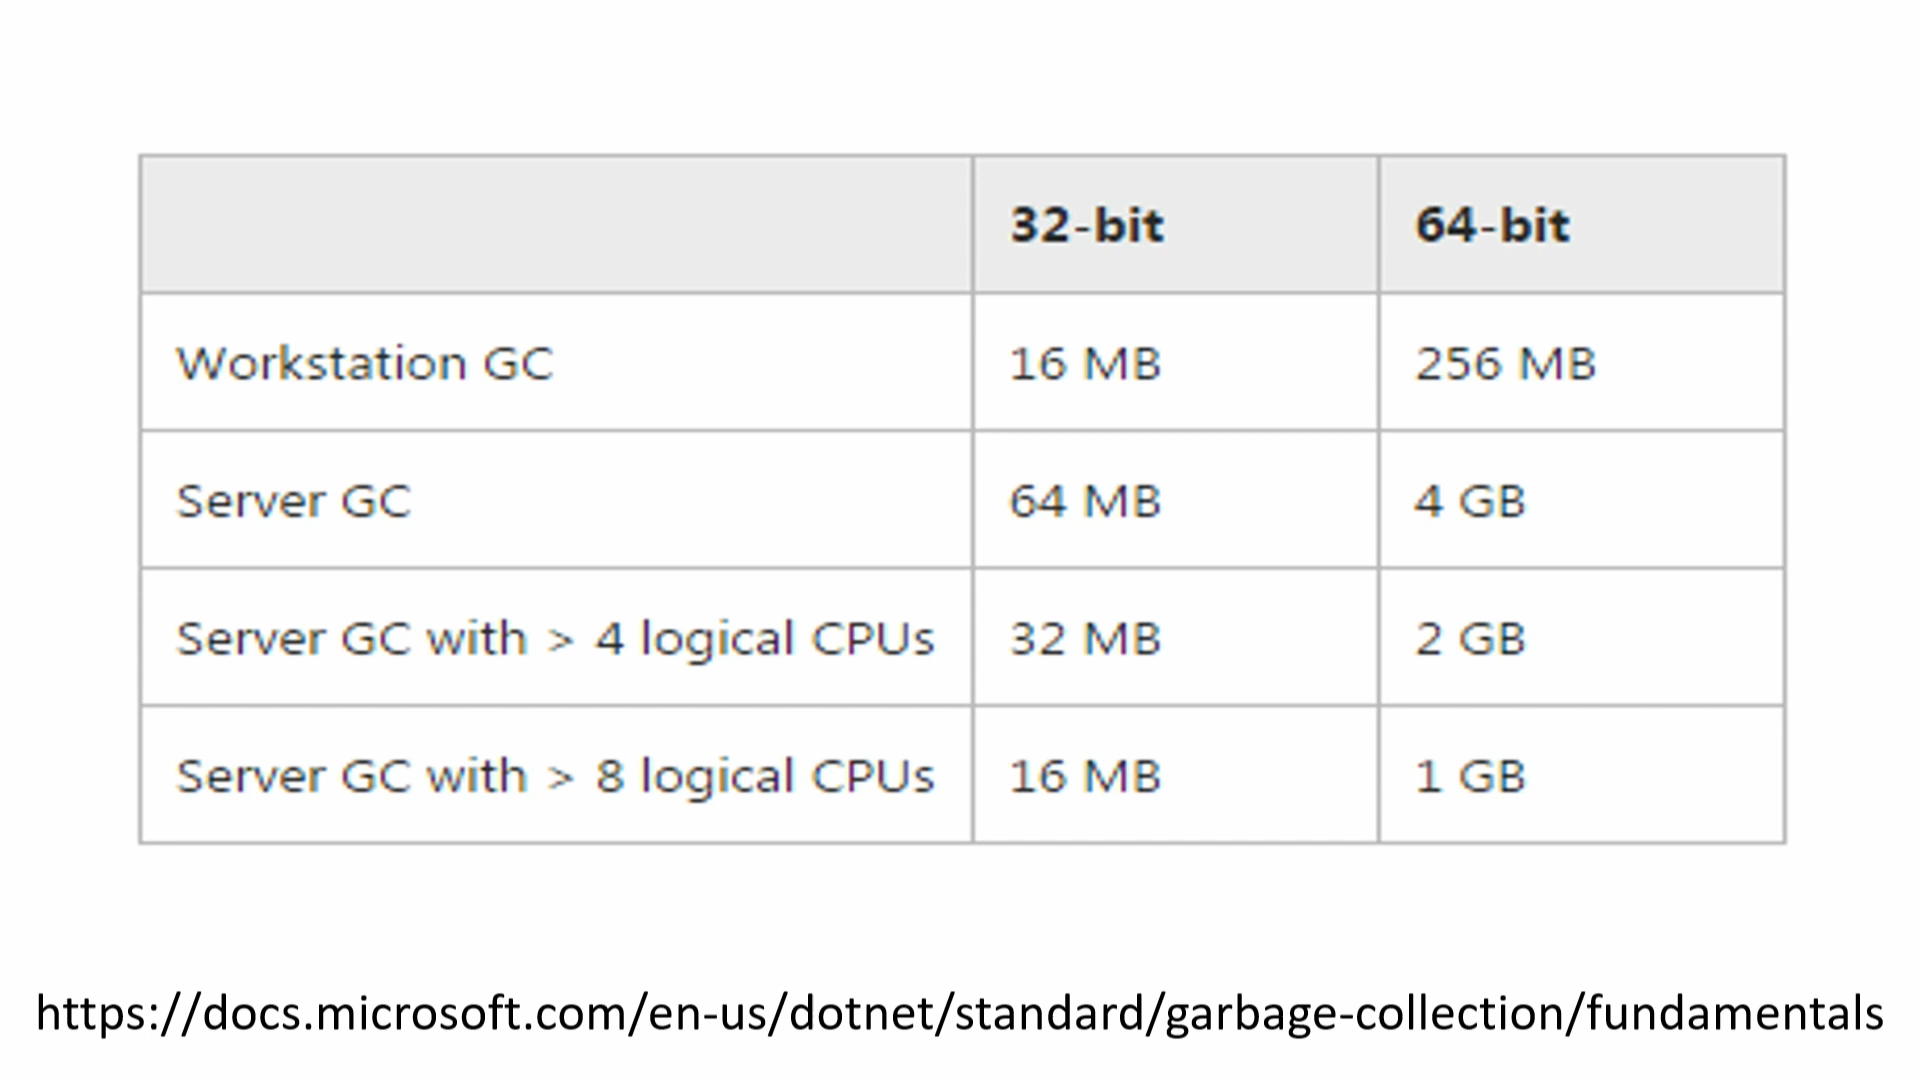 32-bit 64-bit
Workstation GC 16 MB 256 MB
Server GC 64 MB 4 GB
Server GC with > 4 logical CPUs 32 MB 2 GB
Server GC with > 8 logical CPUs 16 MB 1 GB
https://docs.microsoft.com/en-us/dotnet/standard/garbage-collection/fundamentals